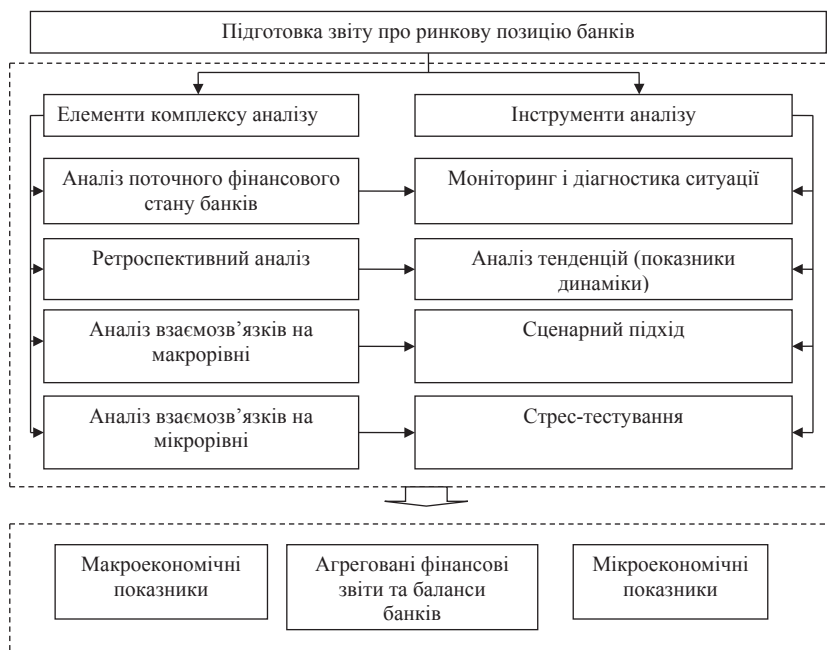 Підготовка звіту про ринкову позицію банків
Елементи комплексу аналізу
Інструменти аналізу
Аналіз поточного фінансового
стану банків
Моніторинг і діагностика ситуації
Ретроспективний аналіз
Аналіз тенденцій (показники
динаміки)
Аналіз взаємозв’язків на
макрорівні
Сценарний підхід
Аналіз взаємозв’язків на
мікрорівні
Стрес-тестування
Макроекономічні
показники
Агреговані фінансові
звіти та баланси
банків
Мікроекономічні
показники